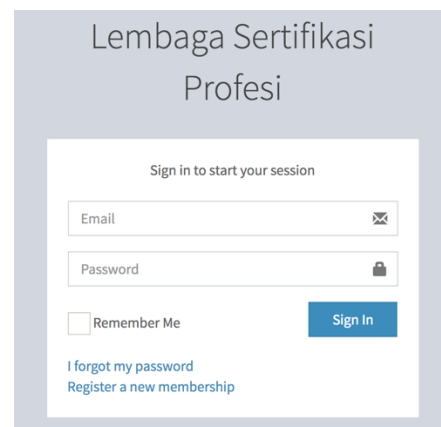 Lembaga Sertifikasi
Profesi
Sign in to start your session
Email
Password
Remember Me
Sign In
I forgot my password
Register a new membership